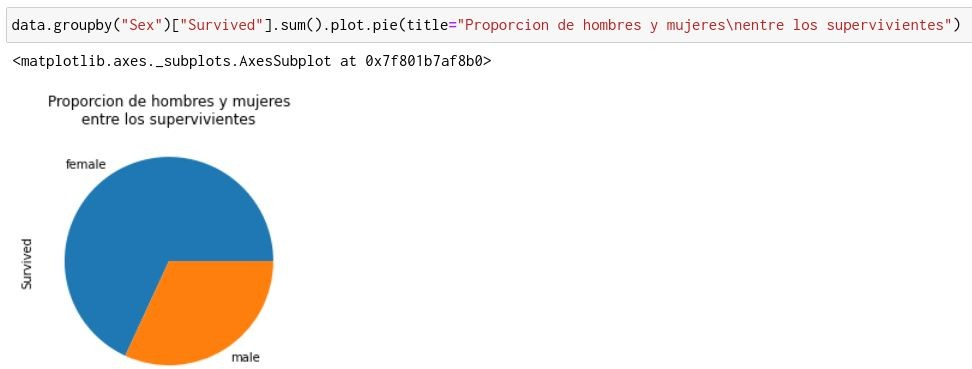 data.groupby("Sex")["Survived"].sum().plot.pie(title="Proporcion de hombres y mujeres\nentre los supervivientes")
<matplotlib.axes._subplots.AxesSubplot at 0x7f801b7af8b0>
Proporcion de hombres y mujeres
entre los supervivientes
female
Survived
male